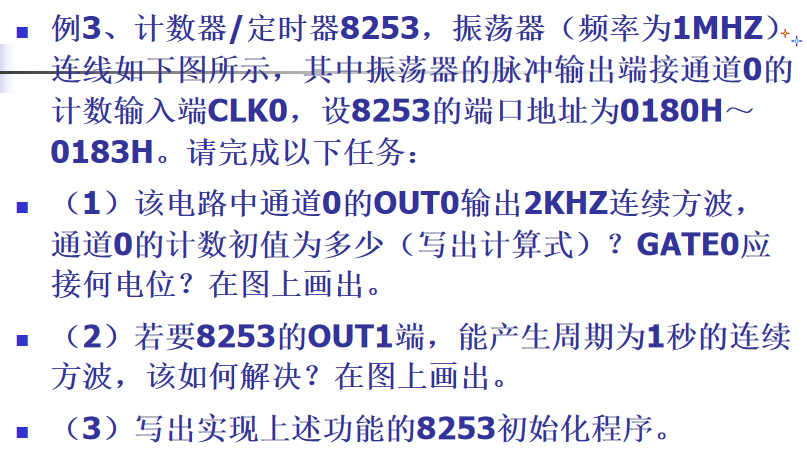 ■ 例3、计数器/定时器8253，振荡器（频率为1MHZ）
连线如下图所示，其中振荡器的脉冲输出端接通道0的
计数输入端CLK0，设8253的端口地址为0180H～
0183H。请完成以下任务：
■ （1）该电路中通道0的OUT0输出2KHZ连续方波，
通道0的计数初值为多少（写出计算式）？GATE0应
接何电位？在图上画出。
■ （2）若要8253的OUT1端，能产生周期为1秒的连续
方波，该如何解决？在图上画出。
■ （3）写出实现上述功能的8253初始化程序。